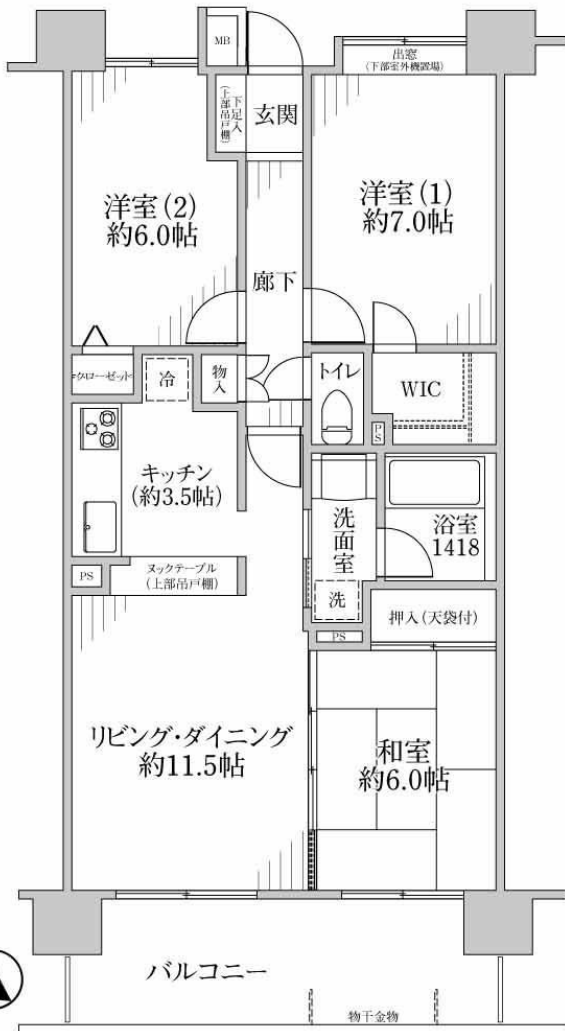 MB
出窓
(下部室外機置場)
下足入
(上部吊戸棚)
玄関
洋室(2)
約6.0帖
洋室(1)
約7.0帖
廊下
クローゼット
冷
物入
トイレ
WIC
PS
キッチン
(約3.5帖)
洗面室
浴室
1418
PS
ヌックテーブル
(上部吊戸棚)
洗
押入(天袋付)
PS
リビング・ダイニング
約11.5帖
和室
約6.0帖
バルコニー
物干金物